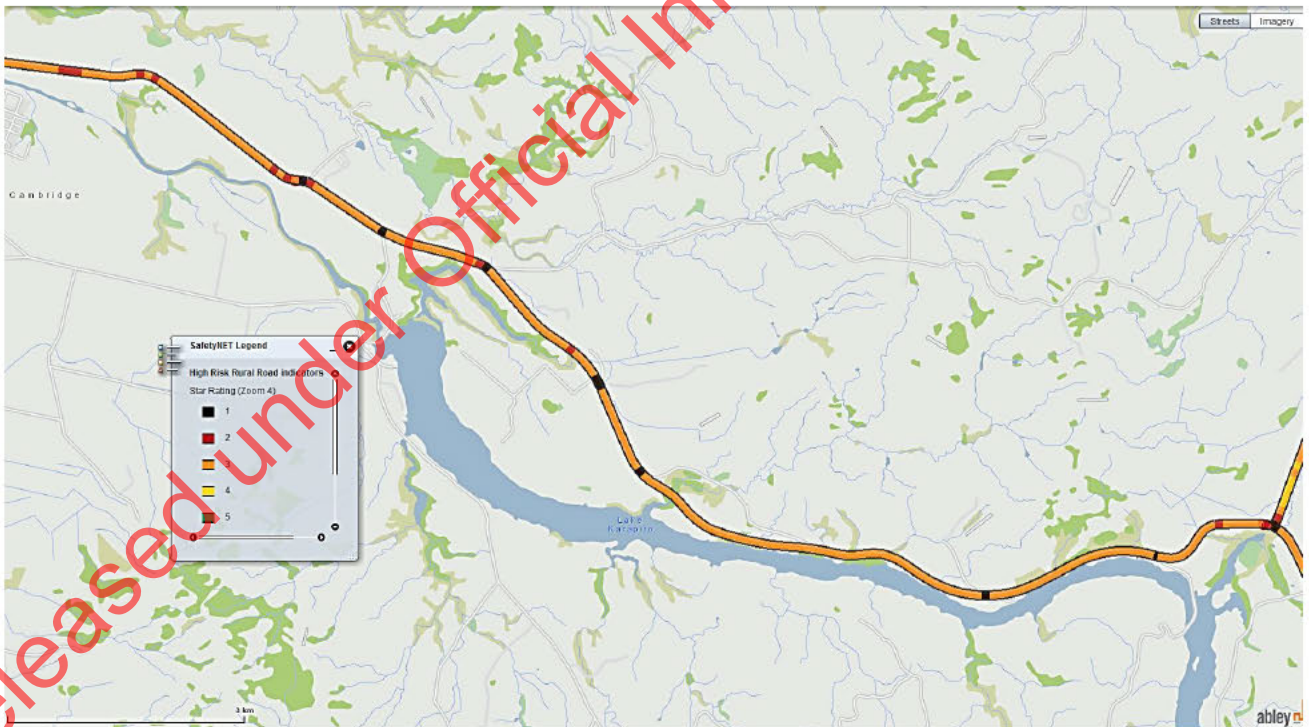 Streets Imagery
Cambridge
SafetyNET Legend
High Risk Rural Road indicators
Star Rating (Zoom 4)
1
2
3
4
5
Lake
Karapiro
3 km
abley
Released under Official In